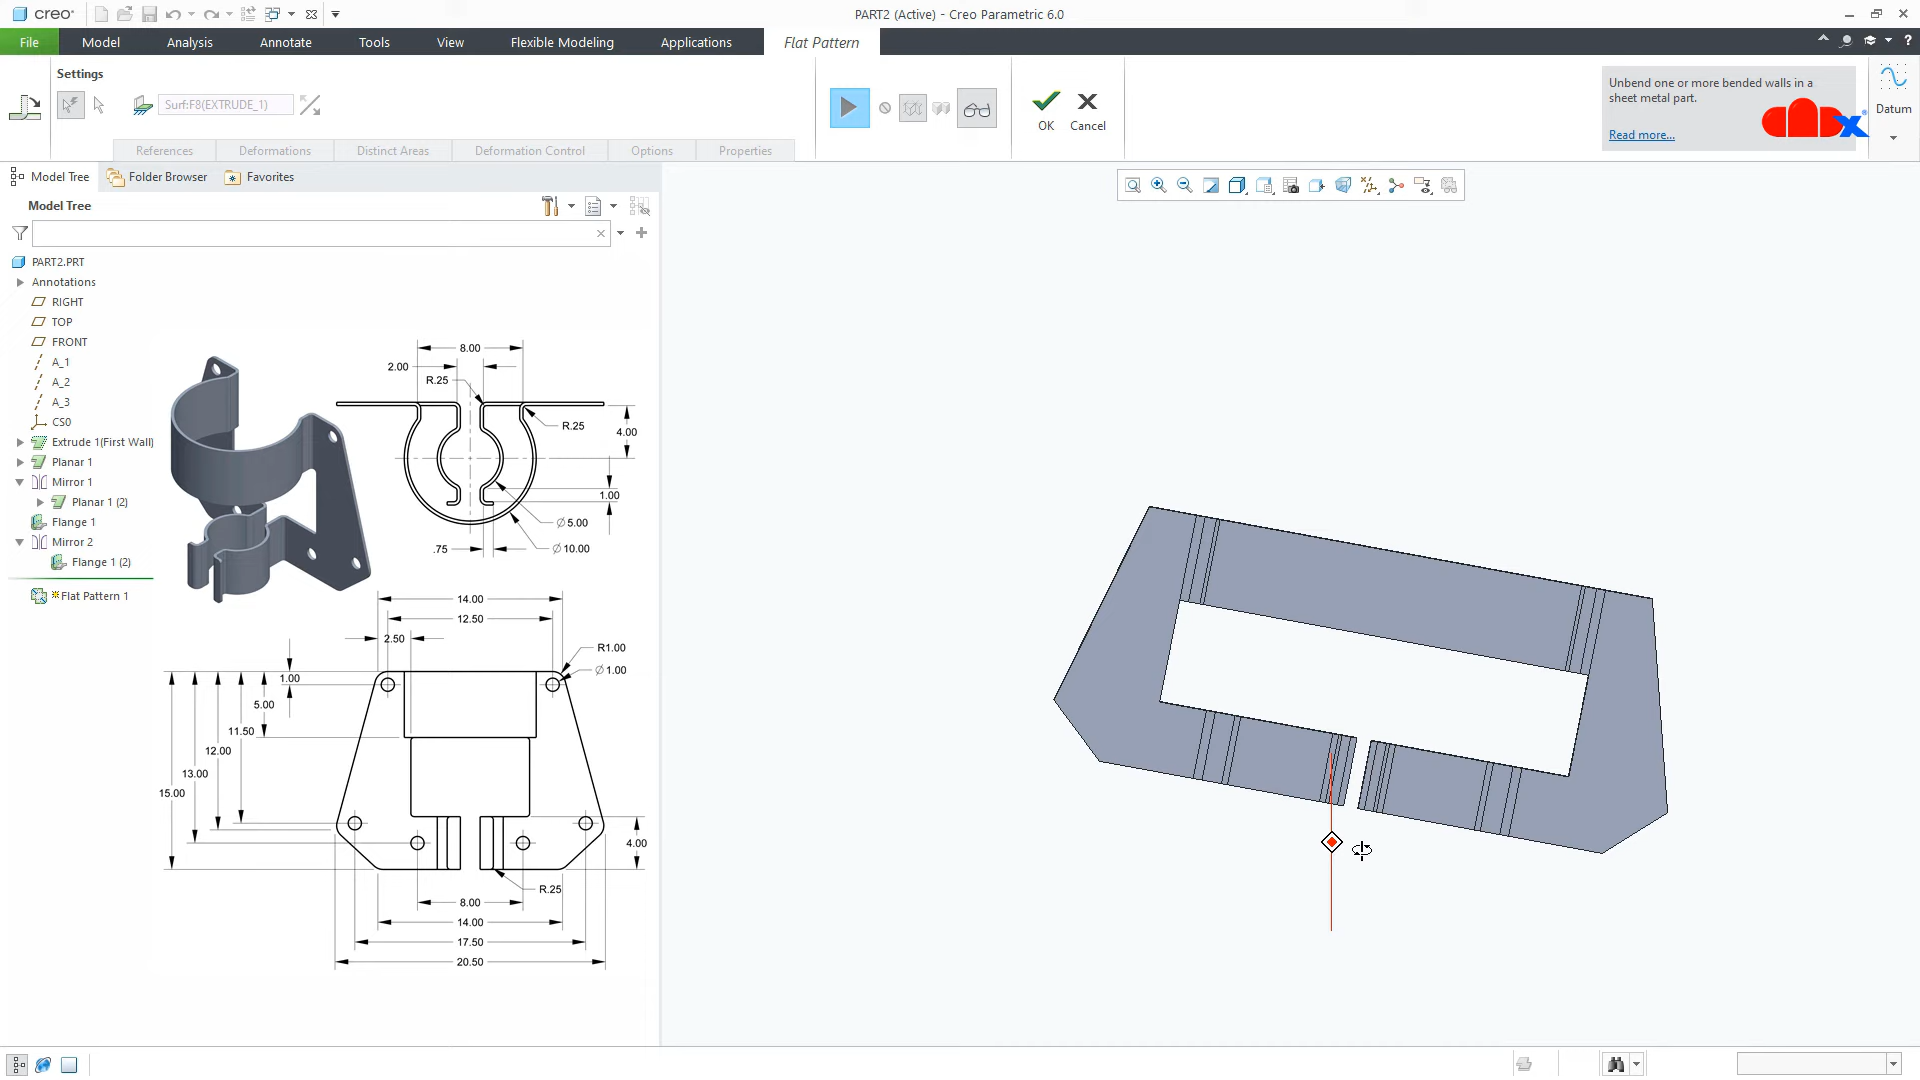 creo°
PART2 (Active) - Creo Parametric 6.0
File Model Analysis Annotate Tools View Flexible Modeling Applications Flat Pattern
Settings
Surf:F8(EXTRUDE_1)
OK Cancel
References Deformations Distinct Areas Deformation Control Options Properties
Unbend one or more bended walls in a
sheet metal part.
Read more...
Datum
Model Tree Folder Browser Favorites
Model Tree
PART2.PRT
Annotations
RIGHT
TOP
FRONT
A_1
A_2
A_3
CS0
Extrude 1(First Wall)
Planar 1
Mirror 1
Planar 1 (2)
Flange 1
Mirror 2
Flange 1 (2)
Flat Pattern 1
8.00
2.00
R.25
R.25
4.00
1.00
Ø5.00
.75
Ø10.00
14.00
12.50
2.50
R1.00
Ø1.00
1.00
5.00
11.50
12.00
13.00
15.00
4.00
R.25
8.00
14.00
17.50
20.50